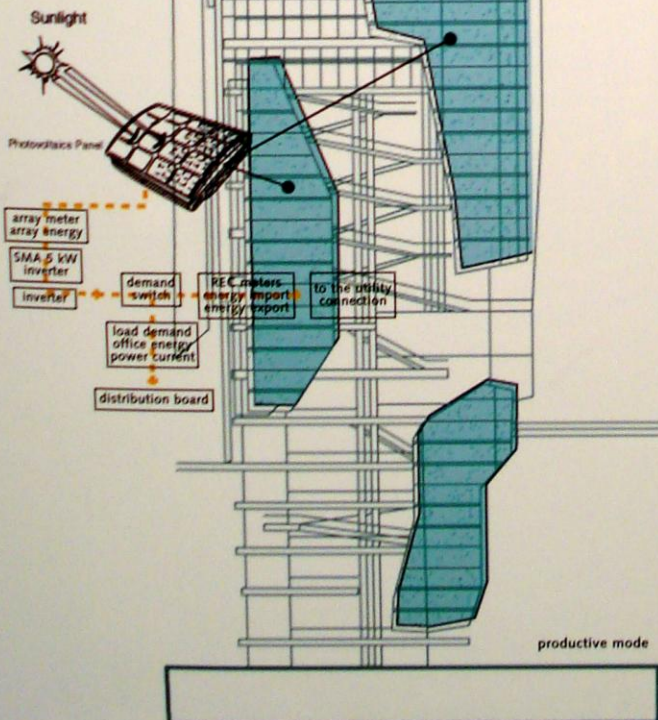 Sunlight
Photovoltaics Panel
array meter
array energy
SMA 5 kW
inverter
inverter
demand
switch
REC meters
energy import
energy export
to the utility
connection
load demand
office energy
power current
distribution board
productive mode